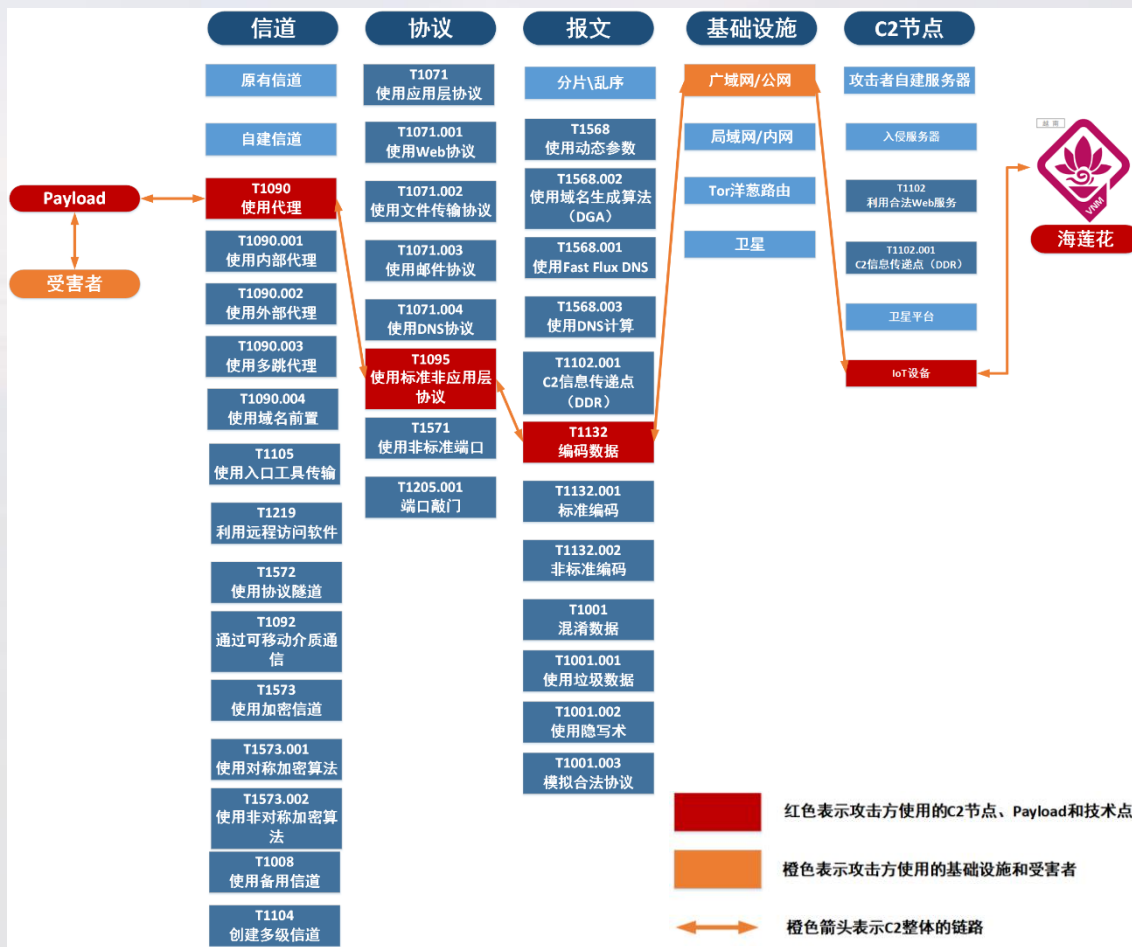 信道
协议
报文
基础设施
C2节点
原有信道
自建信道
T1090
使用代理
T1090.001
使用内部代理
T1090.002
使用外部代理
T1090.003
使用多跳代理
T1090.004
使用域名前置
T1105
使用入口工具传输
T1219
利用远程访问软件
T1572
使用协议隧道
T1092
通过可移动介质通
信
T1573
使用加密信道
T1573.001
使用对称加密算法
T1573.002
使用非对称加密算
法
T1008
使用备用信道
T1104
创建多级信道
Payload
受害者
T1071
使用应用层协议
T1071.001
使用Web协议
T1071.002
使用文件传输协议
T1071.003
使用邮件协议
T1071.004
使用DNS协议
T1095
使用标准非应用层
协议
T1571
使用非标准端口
T1205.001
端口敲门
分片\乱序
T1568
使用动态参数
T1568.002
使用域名生成算法
（DGA）
T1568.001
使用Fast Flux DNS
T1568.003
使用DNS计算
T1102.001
C2信息传递点
（DDR）
T1132
编码数据
T1132.001
标准编码
T1132.002
非标准编码
T1001
混淆数据
T1001.001
使用垃圾数据
T1001.002
使用隐写术
T1001.003
模拟合法协议
广域网/公网
局域网/内网
Tor洋葱路由
卫星
攻击者自建服务器
入侵服务器
T1102
利用合法Web服务
T1102.001
C2信息传递点（DDR）
卫星平台
IoT设备
越南
VNM
海莲花
红色表示攻击方使用的C2节点、Payload和技术点
橙色表示攻击方使用的基础设施和受害者
橙色箭头表示C2整体的链路